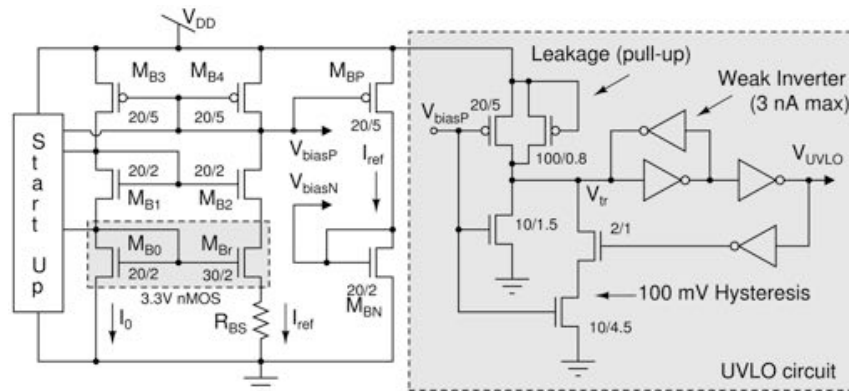 V_DD
Leakage (pull-up)
M_B3
M_B4
M_BP
Weak Inverter
(3 nA max)
20/5
20/5
20/5
V_biasP
20/5
100/0.8
V_UVLO
Start Up
V_biasP
I_ref
20/2
20/2
V_biasN
V_tr
M_B1
M_B2
10/1.5
2/1
M_B0
M_Br
20/2
30/2
3.3V nMOS
20/2
M_BN
100 mV Hysteresis
10/4.5
I_0
R_BS
I_ref
UVLO circuit